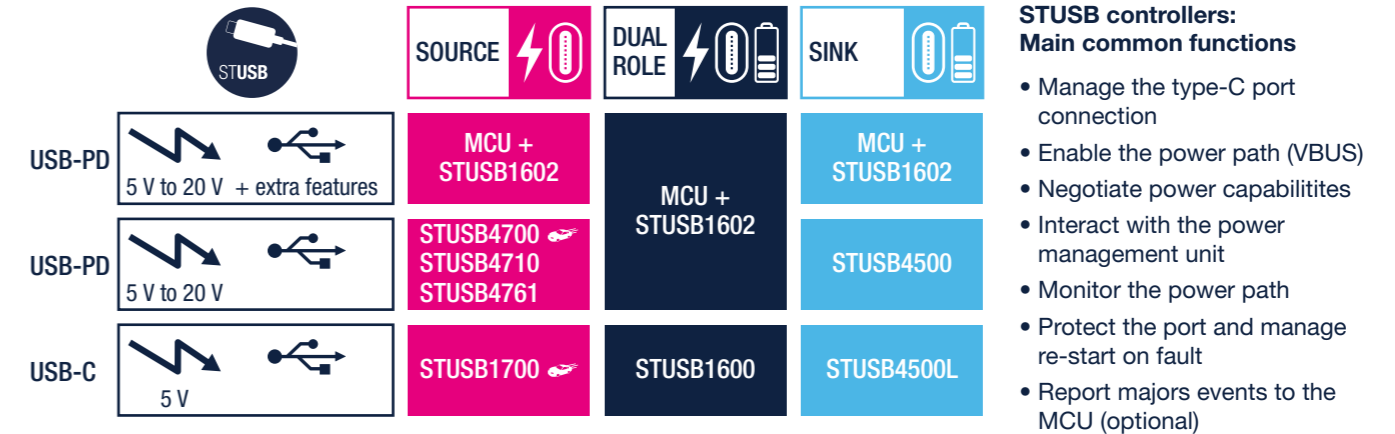 STUSB
SOURCE
DUAL
ROLE
SINK
USB-PD
5 V to 20 V + extra features
MCU +
STUSB1602
MCU +
STUSB1602
MCU +
STUSB1602
USB-PD
5 V to 20 V
STUSB4700
STUSB4710
STUSB4761
STUSB4500
USB-C
5 V
STUSB1700
STUSB1600
STUSB4500L
STUSB controllers:
Main common functions
• Manage the type-C port
connection
• Enable the power path (VBUS)
• Negotiate power capabilitites
• Interact with the power
management unit
• Monitor the power path
• Protect the port and manage
re-start on fault
• Report majors events to the
MCU (optional)